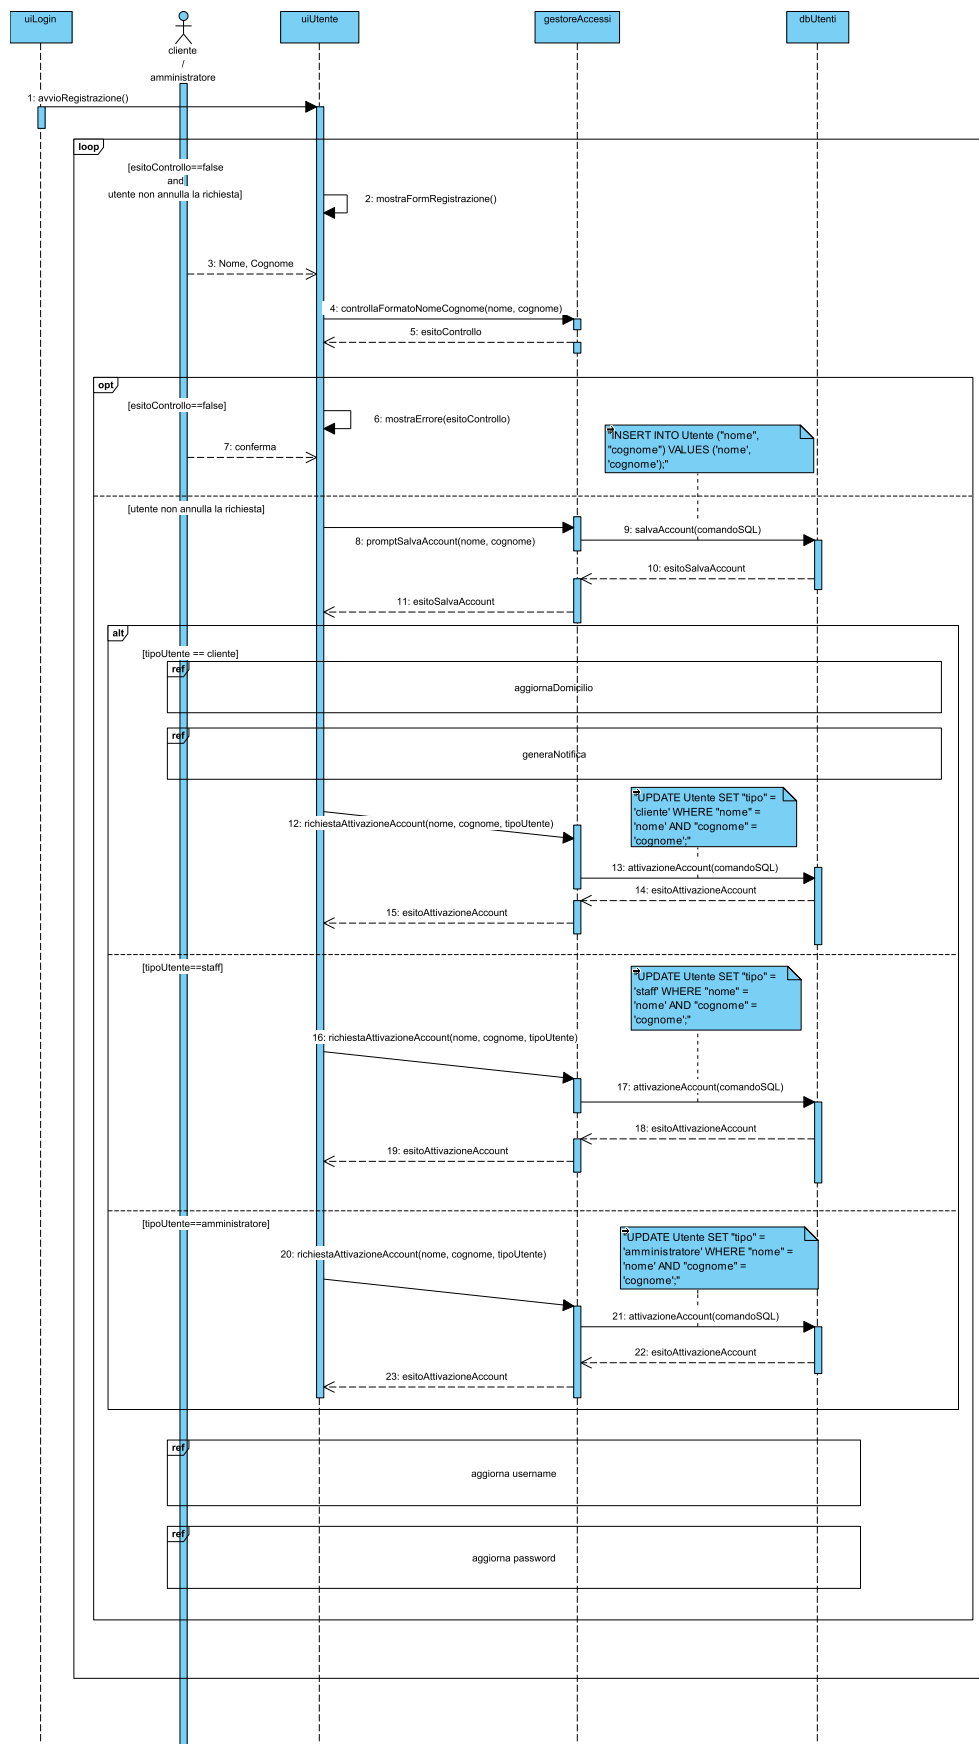 uiLogin
cliente
/
amministratore
uiUtente
gestoreAccessi
dbUtenti
1: avvioRegistrazione()
loop
[esitoControllo==false
and
utente non annulla la richiesta]
2: mostraFormRegistrazione()
3: Nome, Cognome
4: controllaFormatoNomeCognome(nome, cognome)
5: esitoControllo
opt
[esitoControllo==false]
6: mostraErrore(esitoControllo)
7: conferma
"INSERT INTO Utente ("nome",
"cognome") VALUES ('nome',
'cognome');"
[utente non annulla la richiesta]
8: promptSalvaAccount(nome, cognome)
9: salvaAccount(comandoSQL)
10: esitoSalvaAccount
11: esitoSalvaAccount
alt
[tipoUtente == cliente]
ref
aggiornaDomicilio
ref
generaNotifica
"UPDATE Utente SET "tipo" =
'cliente' WHERE "nome" =
'nome' AND "cognome" =
'cognome';"
12: richiestaAttivazioneAccount(nome, cognome, tipoUtente)
13: attivazioneAccount(comandoSQL)
14: esitoAttivazioneAccount
15: esitoAttivazioneAccount
[tipoUtente==staff]
"UPDATE Utente SET "tipo" =
'staff' WHERE "nome" =
'nome' AND "cognome" =
'cognome';"
16: richiestaAttivazioneAccount(nome, cognome, tipoUtente)
17: attivazioneAccount(comandoSQL)
18: esitoAttivazioneAccount
19: esitoAttivazioneAccount
[tipoUtente==amministratore]
"UPDATE Utente SET "tipo" =
'amministratore' WHERE "nome" =
'nome' AND "cognome" =
'cognome';"
20: richiestaAttivazioneAccount(nome, cognome, tipoUtente)
21: attivazioneAccount(comandoSQL)
22: esitoAttivazioneAccount
23: esitoAttivazioneAccount
ref
aggiorna username
ref
aggiorna password